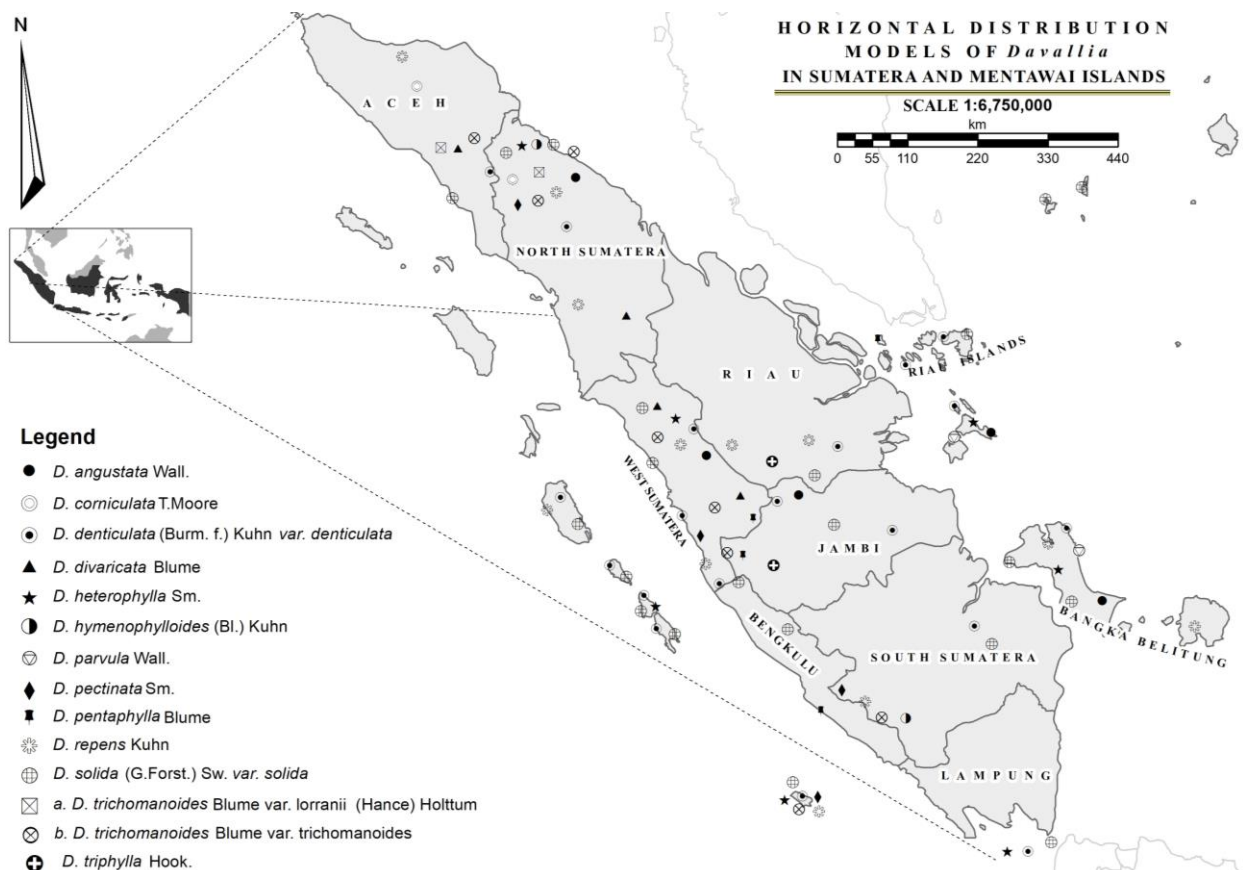 N
HORIZONTAL DISTRIBUTION
MODELS OF Davallia
IN SUMATERA AND MENTAWAI ISLANDS
SCALE 1:6,750,000
km
0 55 110 220 330 440
ACEH
NORTH SUMATERA
RIAU
RIAU ISLANDS
WEST SUMATERA
JAMBI
BANGKA BELITUNG
BENGKULU
SOUTH SUMATERA
LAMPUNG
Legend
D. angustata Wall.
D. corniculata T.Moore
D. denticulata (Burm. f.) Kuhn var. denticulata
D. divaricata Blume
D. heterophylla Sm.
D. hymenophylloides (Bl.) Kuhn
D. parvula Wall.
D. pectinata Sm.
D. pentaphylla Blume
D. repens Kuhn
D. solida (G.Forst.) Sw. var. solida
a. D. trichomanoides Blume var. lorranii (Hance) Holttum
b. D. trichomanoides Blume var. trichomanoides
D. triphylla Hook.